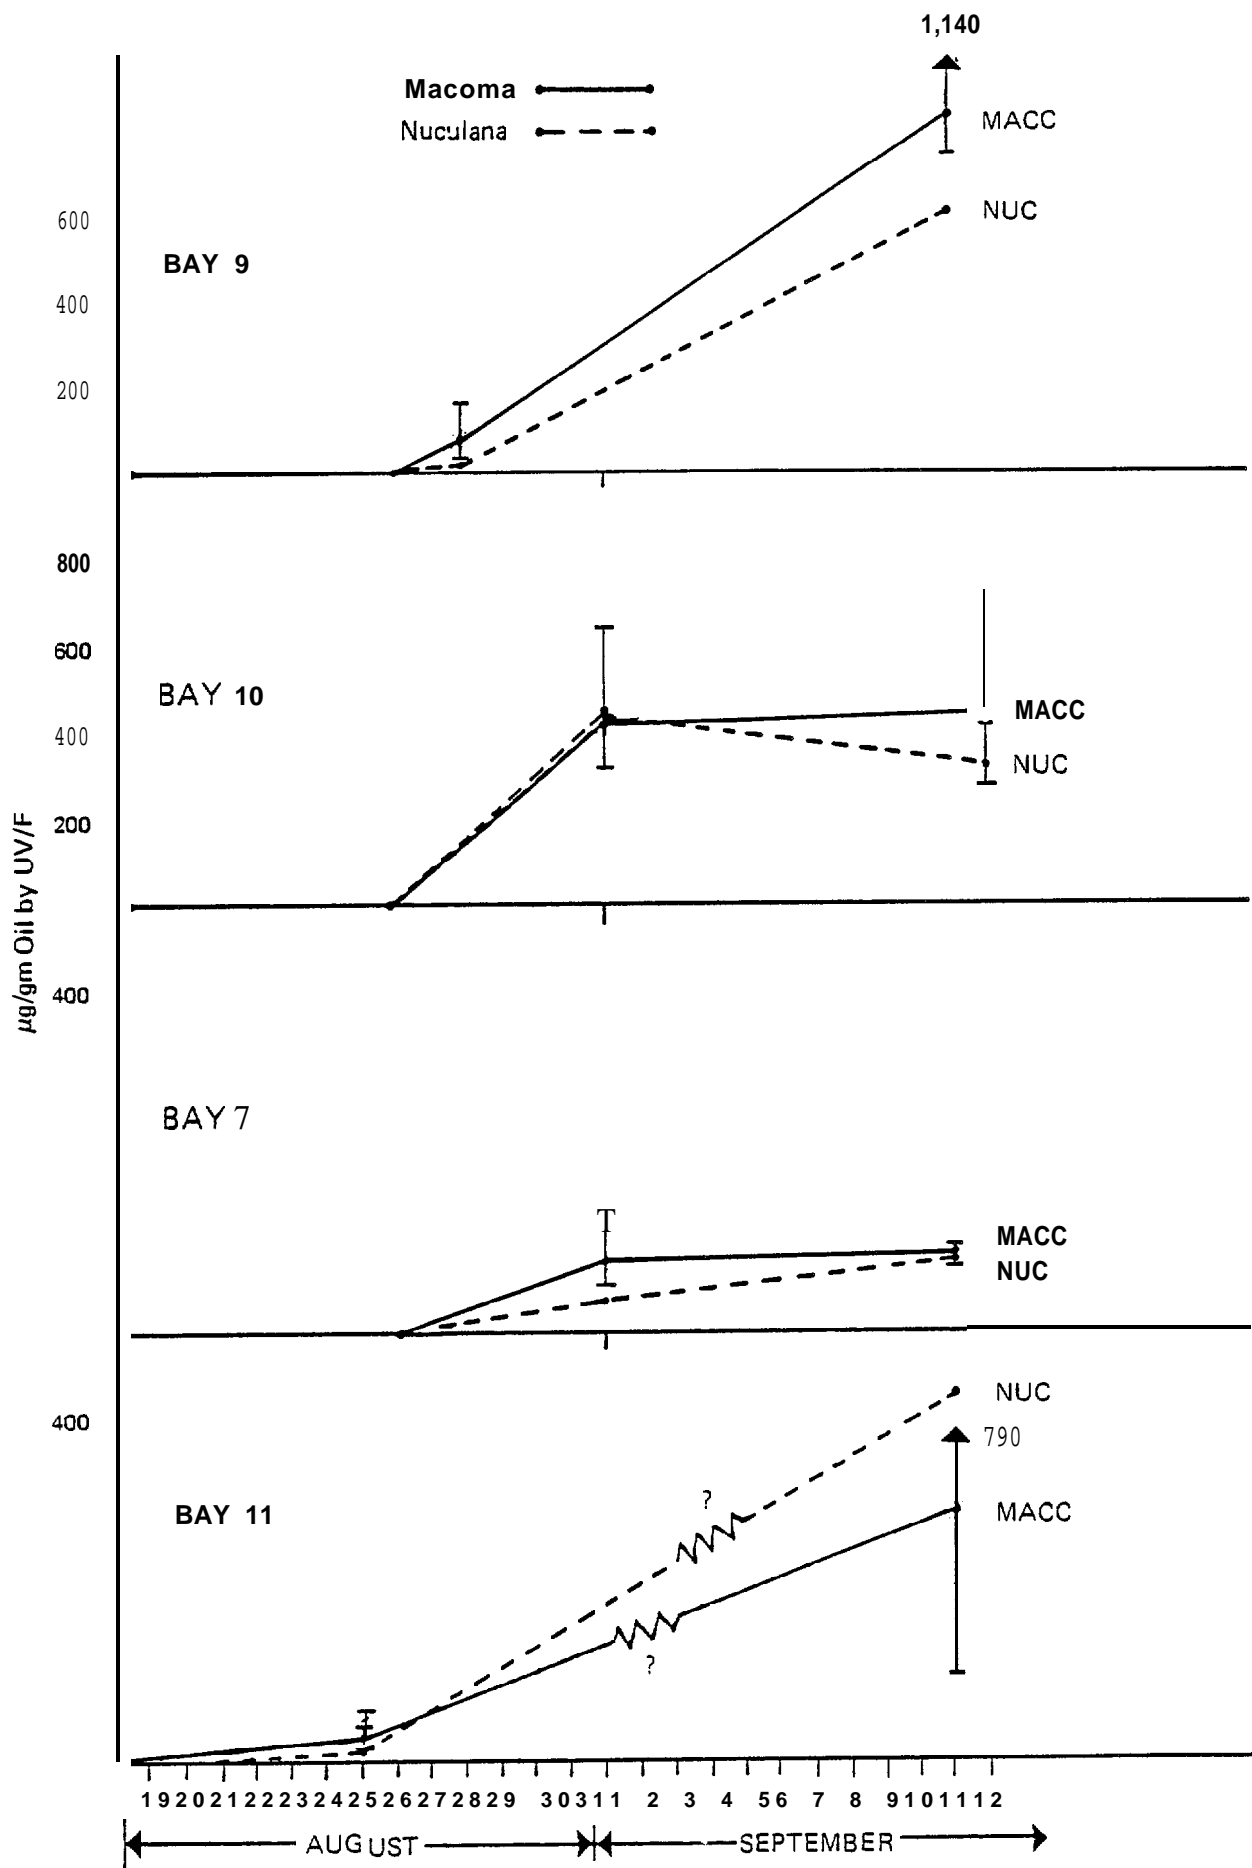 1,140
Macoma
Nuculana
MACC
NUC
600
BAY 9
400
200
800
600
BAY 10
MACC
400
NUC
200
µg/gm Oil by UV/F
400
BAY 7
T
MACC
NUC
NUC
400
790
?
BAY 11
MACC
?
19 20 21 22 23 24 25 26 27 28 29 30 31 1 2 3 4 5 6 7 8 9 10 11 12
AUGUST
SEPTEMBER